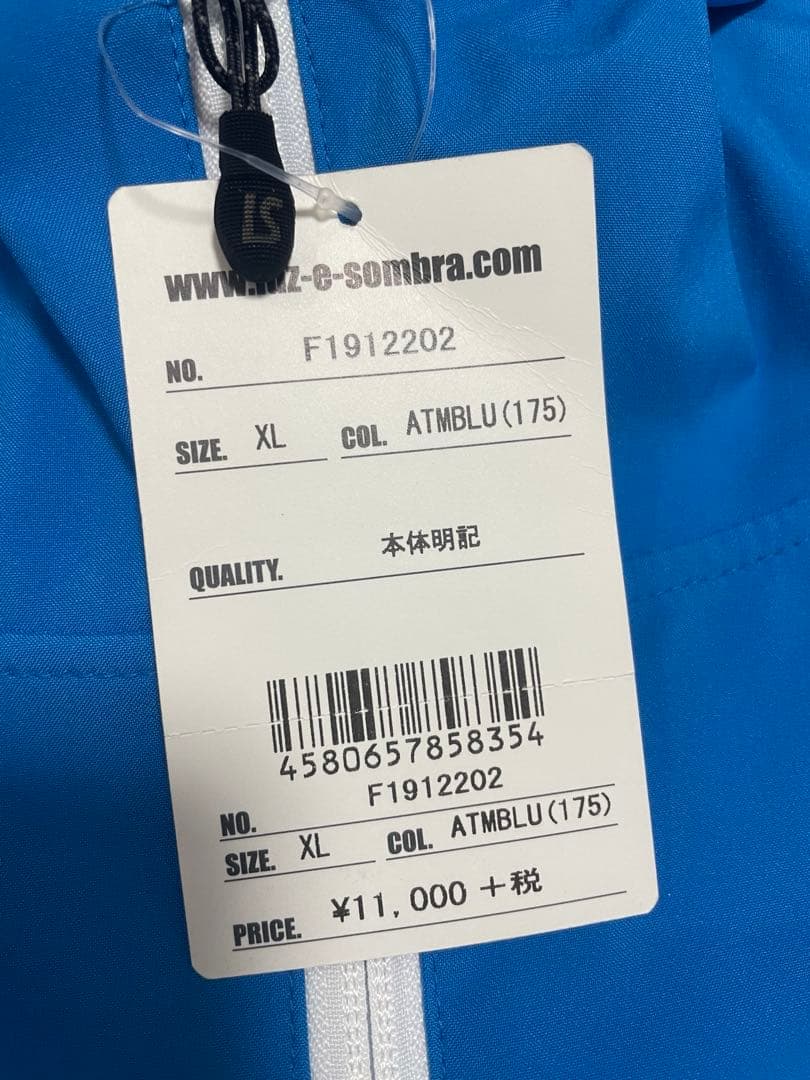 LS
www.luz-e-sombra.com
NO. F1912202
SIZE. XL COL. ATMBLU(175)
QUALITY. 本体明記
4580657858354
NO. F1912202
SIZE. XL COL. ATMBLU(175)
PRICE. ¥11,000+税